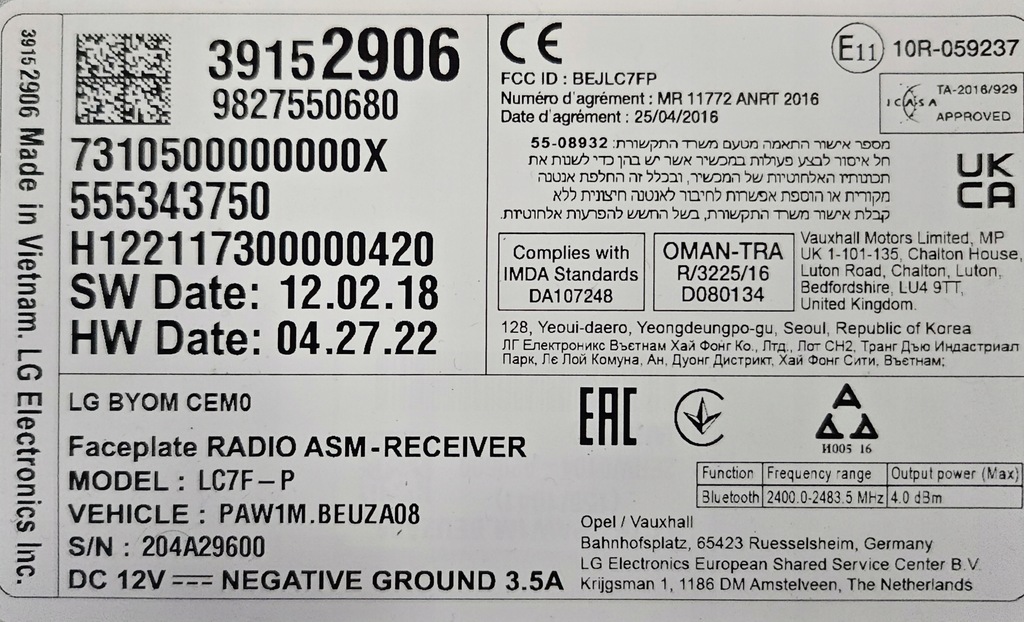 39152906 Made in Vietnam. LG Electronics Inc.
39152906
9827550680
7310500000000X
555343750
H122117300000420
SW Date: 12.02.18
HW Date: 04.27.22
CE
FCC ID : BEJLC7FP
Numéro d'agrément : MR 11772 ANRT 2016
Date d'agrément : 25/04/2016
E11 10R-059237
ICASA
TA-2016/929
APPROVED
מספר אישור התאמה מטעם משרד התקשורת: 55-08932
חל איסור לבצע פעולות במכשיר אשר יש בהן כדי לשנות את
תכונותיו האלחוטיות של המכשיר, ובכלל זה החלפת אנטנה
מקורית או הוספת אפשרות לחיבור לאנטנה חיצונית ללא
קבלת אישור משרד התקשורת, בשל החשש להפרעות אלחוטיות.
UK
CA
Complies with
IMDA Standards
DA107248
OMAN-TRA
R/3225/16
D080134
Vauxhall Motors Limited, MP
UK 1-101-135, Chalton House,
Luton Road, Chalton, Luton,
Bedfordshire, LU4 9TT,
United Kingdom.
128, Yeoui-daero, Yeongdeungpo-gu, Seoul, Republic of Korea
ЛГ Електроникс Вьетнам Хай Фонг Ко., Лтд., Лот CH2, Транг Дъю Индастриал
Парк, Лє Лой Комуна, Ан, Дуонг Дистрикт, Хай Фонг Сити, Вьєтнам;
LG BYOM CEM0
Faceplate RADIO ASM-RECEIVER
MODEL : LC7F-P
VEHICLE : PAW1M.BEUZA08
S/N : 204A29600
DC 12V NEGATIVE GROUND 3.5A
EAC
И005 16
Function Frequency range Output power (Max)
Bluetooth 2400.0-2483.5 MHz 4.0 dBm
Opel / Vauxhall
Bahnhofsplatz, 65423 Ruesselsheim, Germany
LG Electronics European Shared Service Center B.V.
Krijgsman 1, 1186 DM Amstelveen, The Netherlands